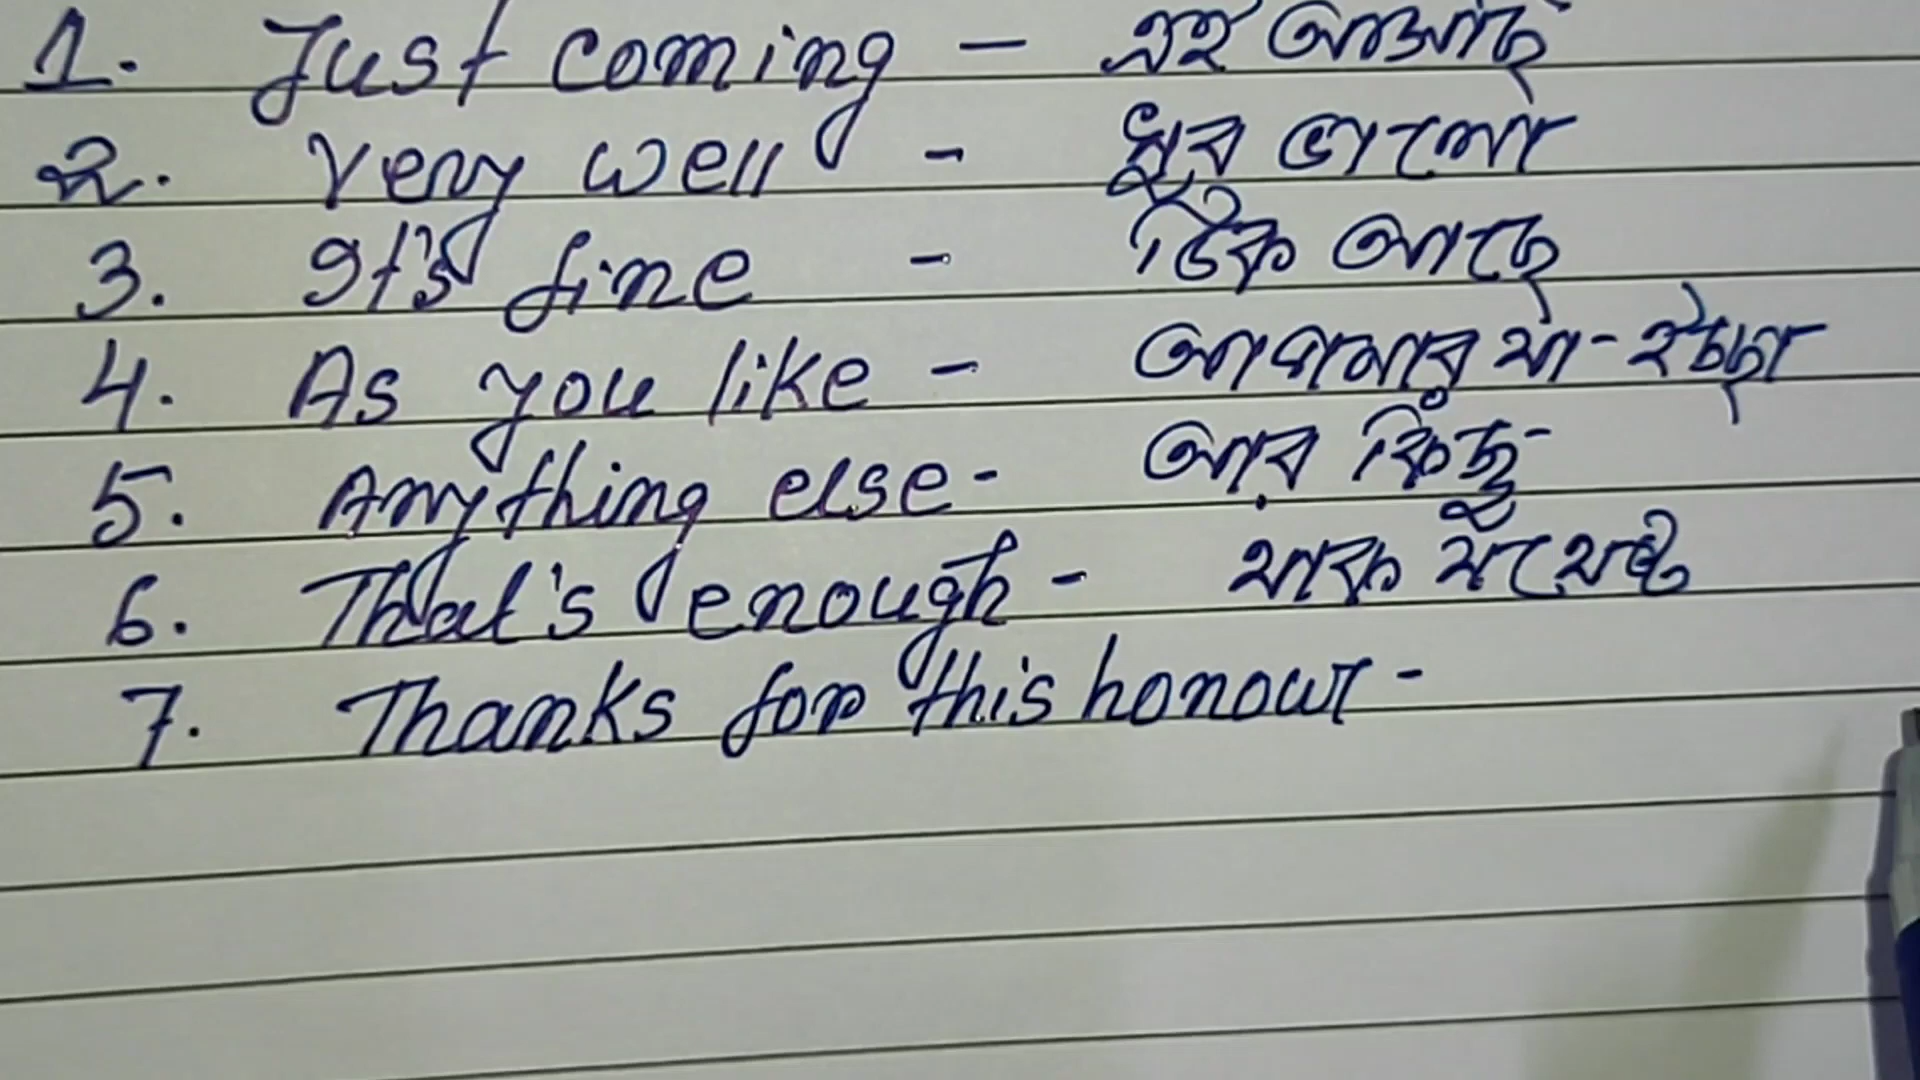 1. Just coming - এই আসছি
2. Very well - খুব ভালো
3. It's fine - ঠিক আছে
4. As you like - আপনার যা-ইচ্ছা
5. Anything else - আর কিছু
6. That's enough - থাক যথেষ্ট
7. Thanks for this honour -